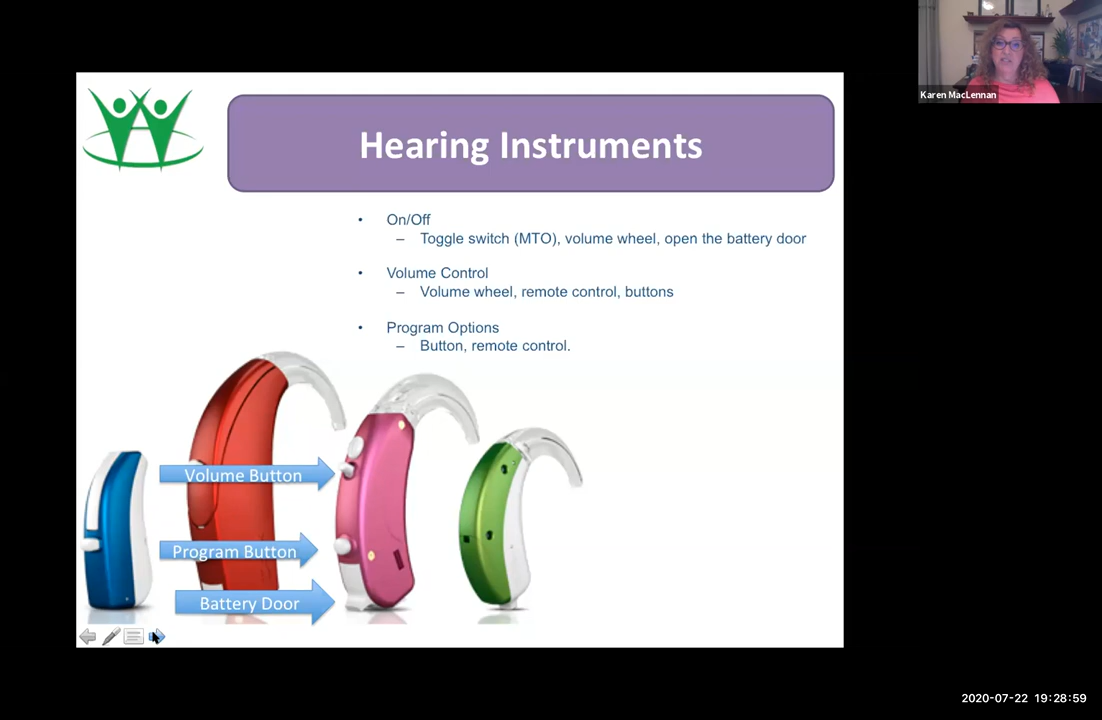 Karen MacLennan
Hearing Instruments
• On/Off
– Toggle switch (MTO), volume wheel, open the battery door
• Volume Control
– Volume wheel, remote control, buttons
• Program Options
– Button, remote control.
Volume Button
Program Button
Battery Door
2020-07-22 19:28:59